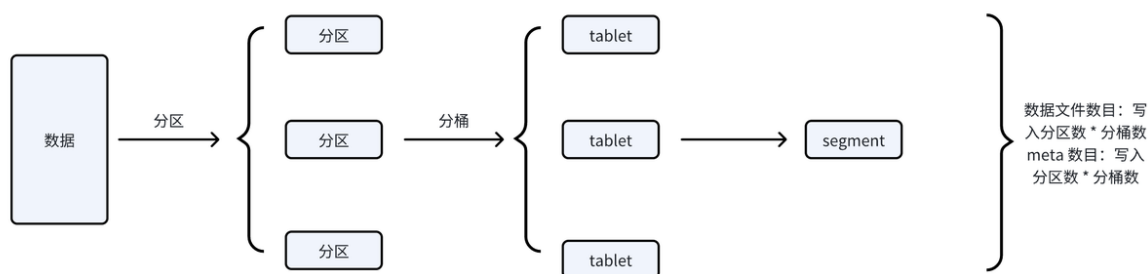 分区
tablet
数据
分区
分区
分桶
tablet
segment
数据文件数目：写
入分区数 * 分桶数
meta 数目：写入
分区数 * 分桶数
分区
tablet